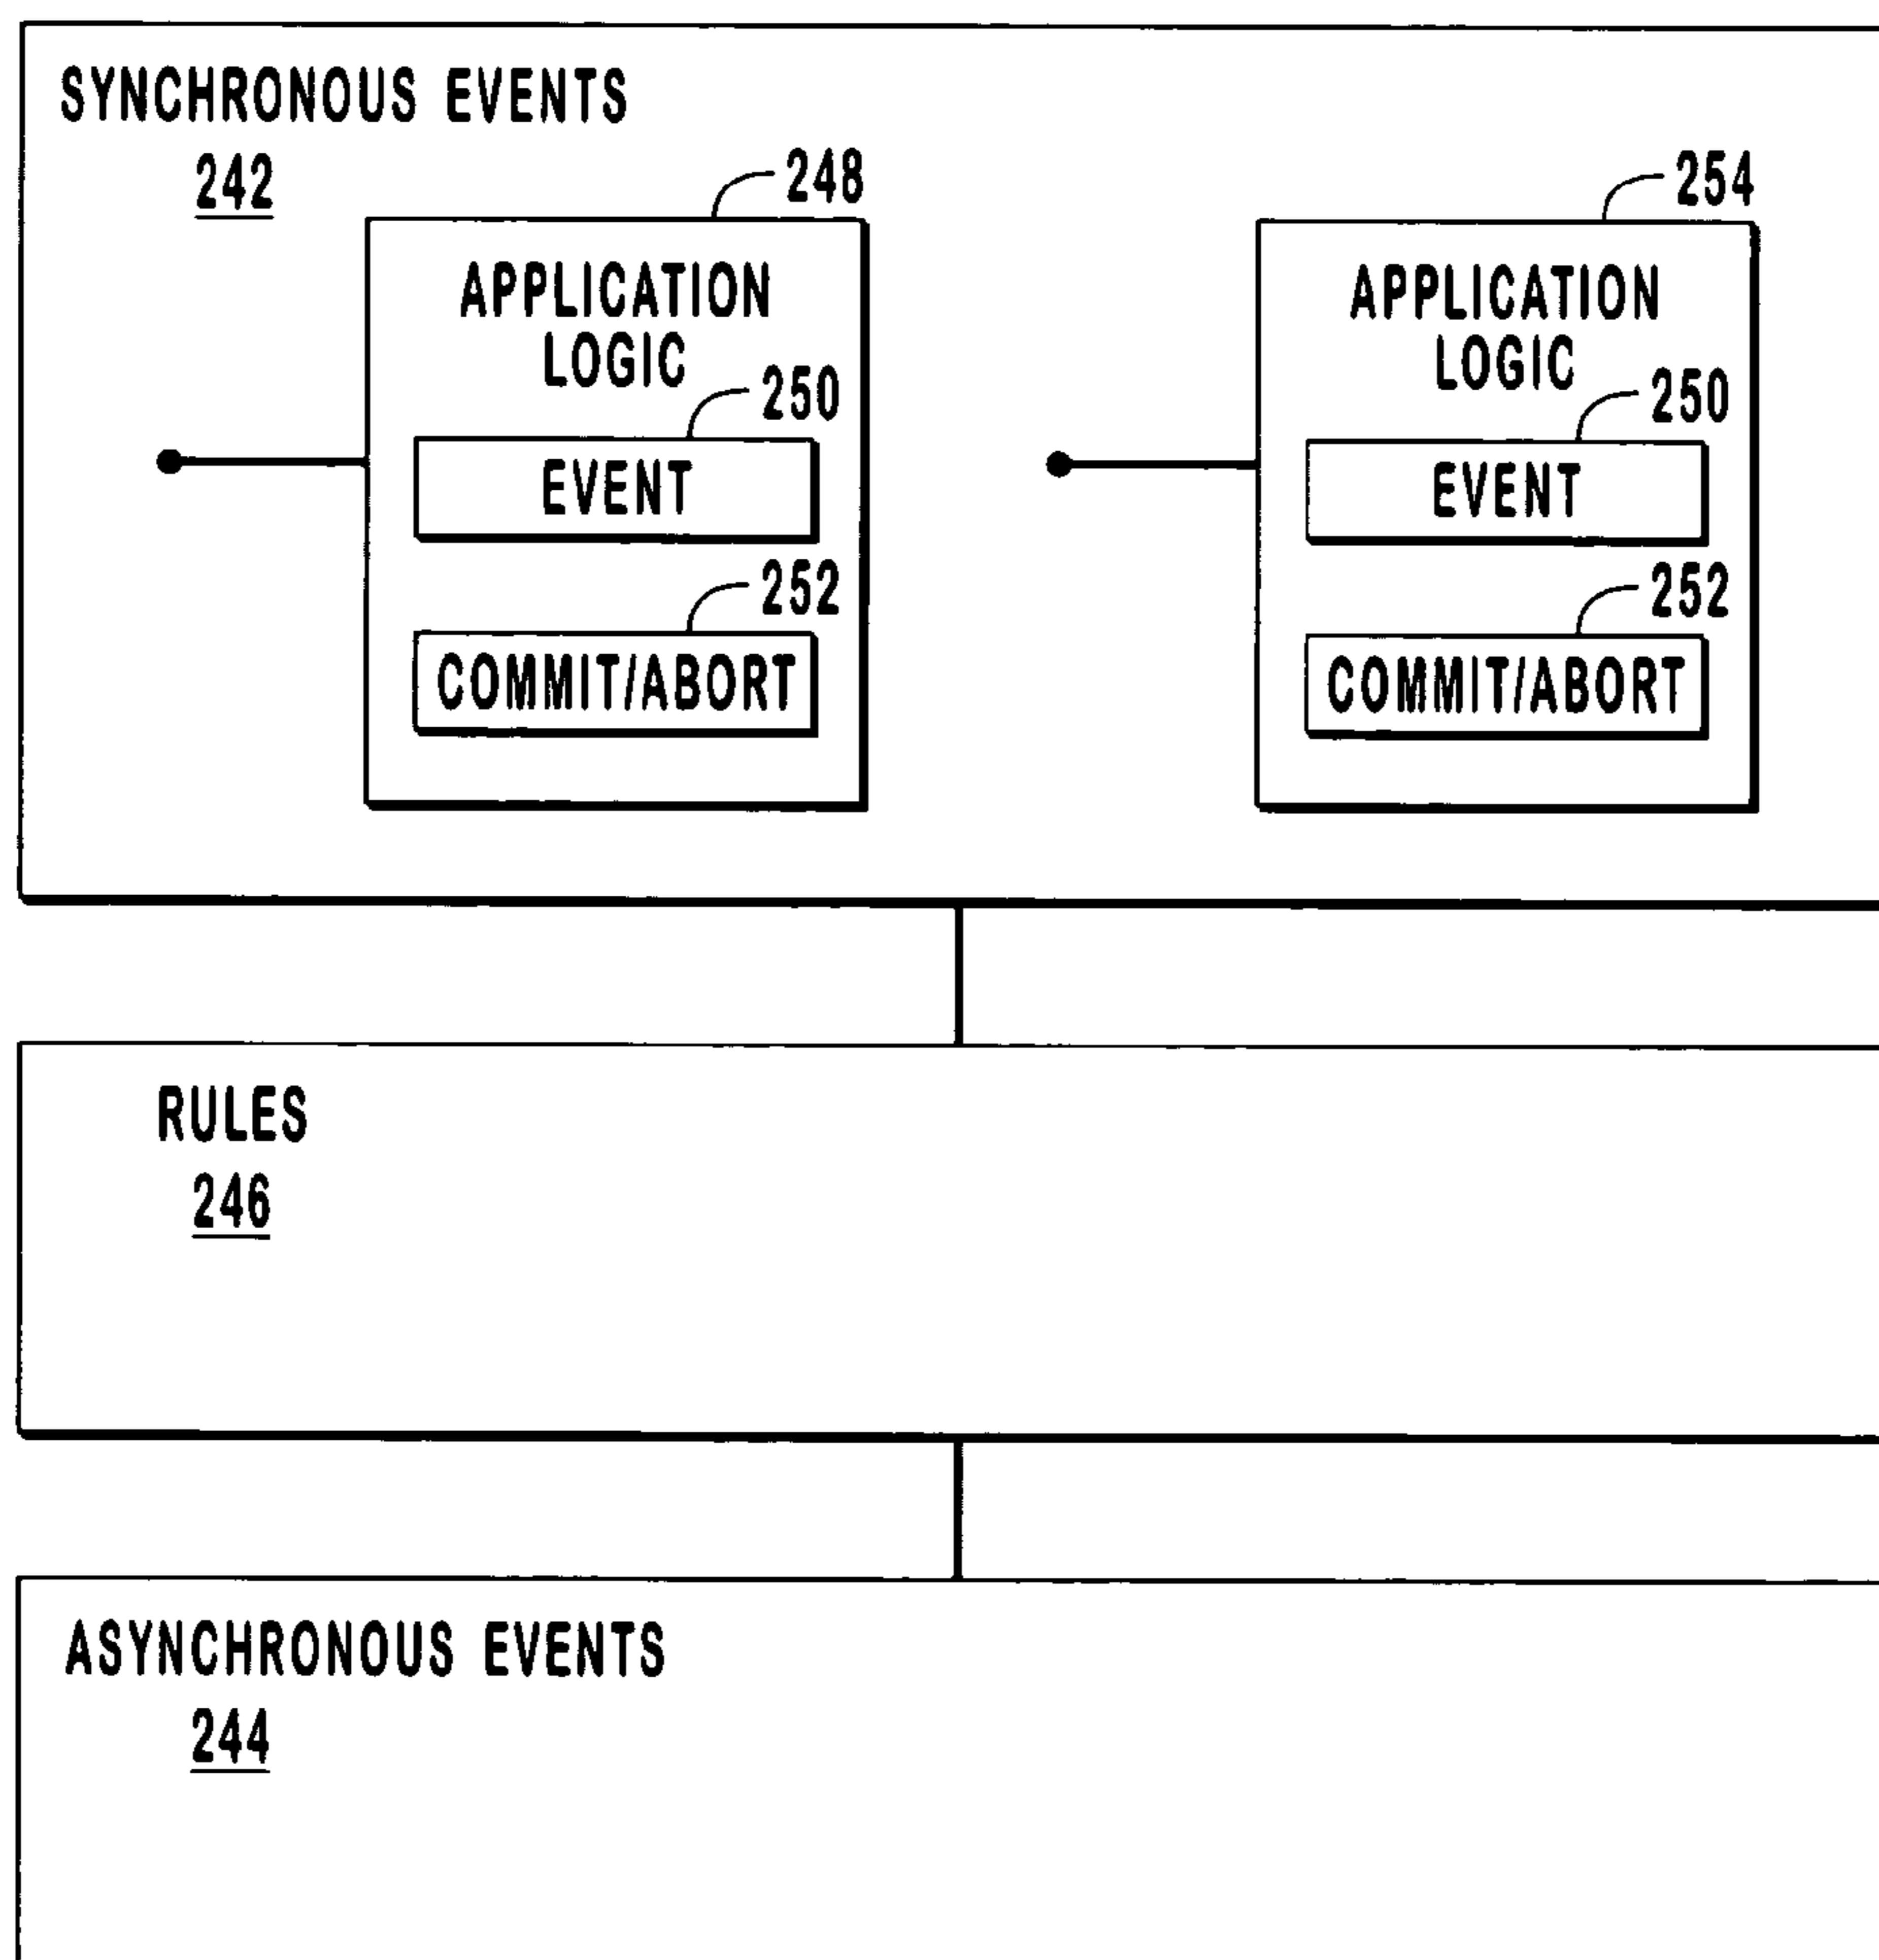 SYNCHRONOUS EVENTS
242
248
APPLICATION
LOGIC
250
EVENT
252
COMMIT/ABORT
254
APPLICATION
LOGIC
250
EVENT
252
COMMIT/ABORT
RULES
246
ASYNCHRONOUS EVENTS
244